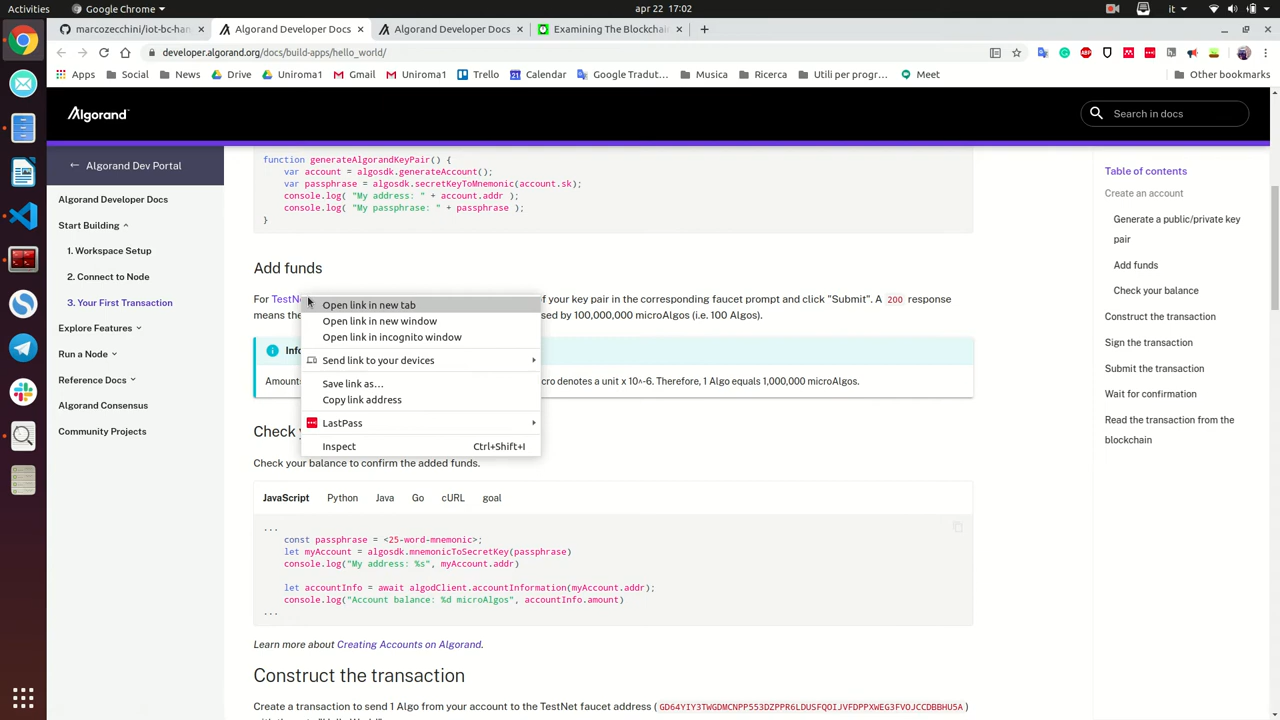 Activities
apr 22 17:02
it
marcozecchini/iot-bc-han
Algorand Developer Docs
Algorand Developer Docs
Examining The Blockchain
developer.algorand.org/docs/build-apps/hello_world/
Apps
Social
News
Drive
Uniroma1
Gmail
Uniroma1
Trello
Calendar
Google Tradut…
Musica
Ricerca
Utili per progr…
Meet
Other bookmarks
Algorand
Search in docs
Algorand Dev Portal
Algorand Developer Docs
Start Building
1. Workspace Setup
2. Connect to Node
3. Your First Transaction
Explore Features
Run a Node
Reference Docs
Algorand Consensus
Community Projects
function generateAlgorandKeyPair() {
var account = algosdk.generateAccount();
var passphrase = algosdk.secretKeyToMnemonic(account.sk);
console.log( "My address: " + account.addr );
console.log( "My passphrase: " + passphrase );
}
Add funds
For TestNe of your key pair in the corresponding faucet prompt and click "Submit". A 200 response
means the sed by 100,000,000 microAlgos (i.e. 100 Algos).
Info
Amounts cro denotes a unit x 10^-6. Therefore, 1 Algo equals 1,000,000 microAlgos.
Open link in new tab
Open link in new window
Open link in incognito window
Send link to your devices
Save link as…
Copy link address
LastPass
Inspect Ctrl+Shift+I
Check y
Check your balance to confirm the added funds.
JavaScript Python Java Go cURL goal
...
const passphrase = <25-word-mnemonic>;
let myAccount = algosdk.mnemonicToSecretKey(passphrase)
console.log("My address: %s", myAccount.addr)
let accountInfo = await algodClient.accountInformation(myAccount.addr);
console.log("Account balance: %d microAlgos", accountInfo.amount)
...
Learn more about Creating Accounts on Algorand.
Construct the transaction
Create a transaction to send 1 Algo from your account to the TestNet faucet address ( GD64YIY3TWGDMCNPP553DZPPR6LDUSFQOIJVFDPPXWEG3FVOJCCDBBHU5A )
Table of contents
Create an account
Generate a public/private key
pair
Add funds
Check your balance
Construct the transaction
Sign the transaction
Submit the transaction
Wait for confirmation
Read the transaction from the
blockchain